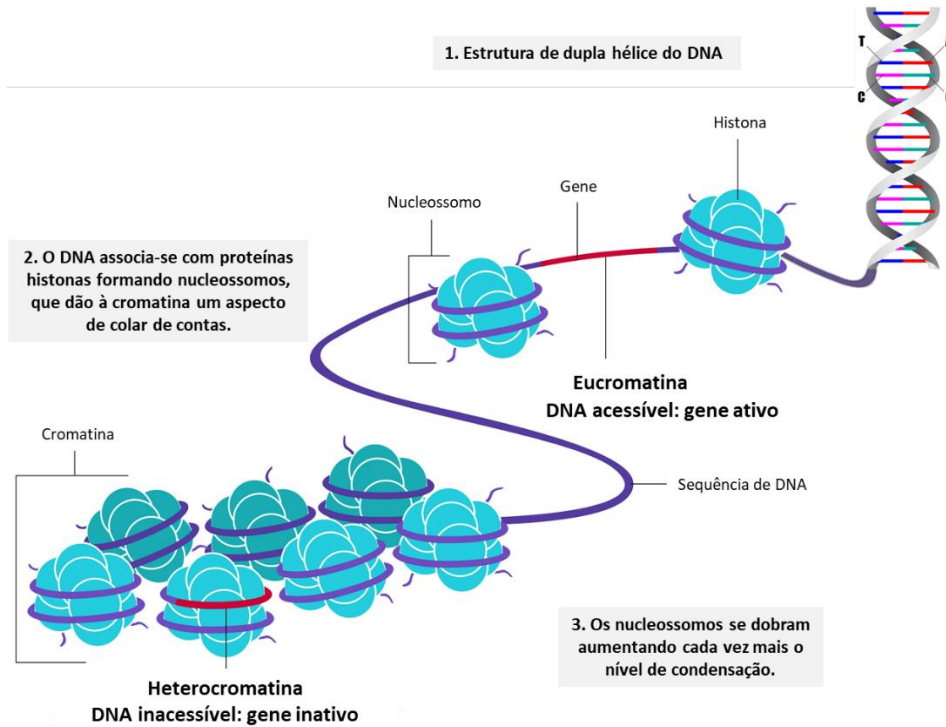 1. Estrutura de dupla hélice do DNA
T
C
Histona
Gene
Nucleossomo
2. O DNA associa-se com proteínas
histonas formando nucleossomos,
que dão à cromatina um aspecto
de colar de contas.
Eucromatina
DNA acessível: gene ativo
Cromatina
Sequência de DNA
3. Os nucleossomos se dobram
aumentando cada vez mais o
nível de condensação.
Heterocromatina
DNA inacessível: gene inativo